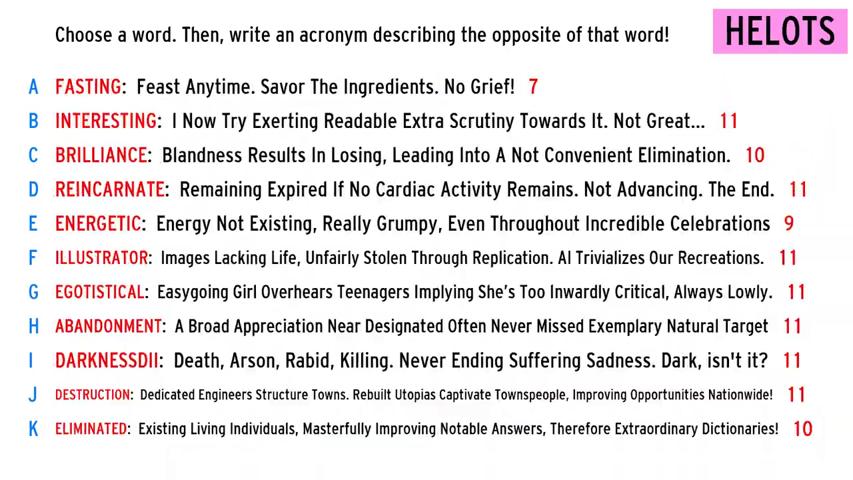 Choose a word. Then, write an acronym describing the opposite of that word!
HELOTS
A FASTING: Feast Anytime. Savor The Ingredients. No Grief! 7
B INTERESTING: I Now Try Exerting Readable Extra Scrutiny Towards It. Not Great... 11
C BRILLIANCE: Blandness Results In Losing, Leading Into A Not Convenient Elimination. 10
D REINCARNATE: Remaining Expired If No Cardiac Activity Remains. Not Advancing. The End. 11
E ENERGETIC: Energy Not Existing, Really Grumpy, Even Throughout Incredible Celebrations 9
F ILLUSTRATOR: Images Lacking Life, Unfairly Stolen Through Replication. AI Trivializes Our Recreations. 11
G EGOTISTICAL: Easygoing Girl Overhears Teenagers Implying She's Too Inwardly Critical, Always Lowly. 11
H ABANDONMENT: A Broad Appreciation Near Designated Often Never Missed Exemplary Natural Target 11
I DARKNESSDII: Death, Arson, Rabid, Killing. Never Ending Suffering Sadness. Dark, isn't it? 11
J DESTRUCTION: Dedicated Engineers Structure Towns. Rebuilt Utopias Captivate Townspeople, Improving Opportunities Nationwide! 11
K ELIMINATED: Existing Living Individuals, Masterfully Improving Notable Answers, Therefore Extraordinary Dictionaries! 10